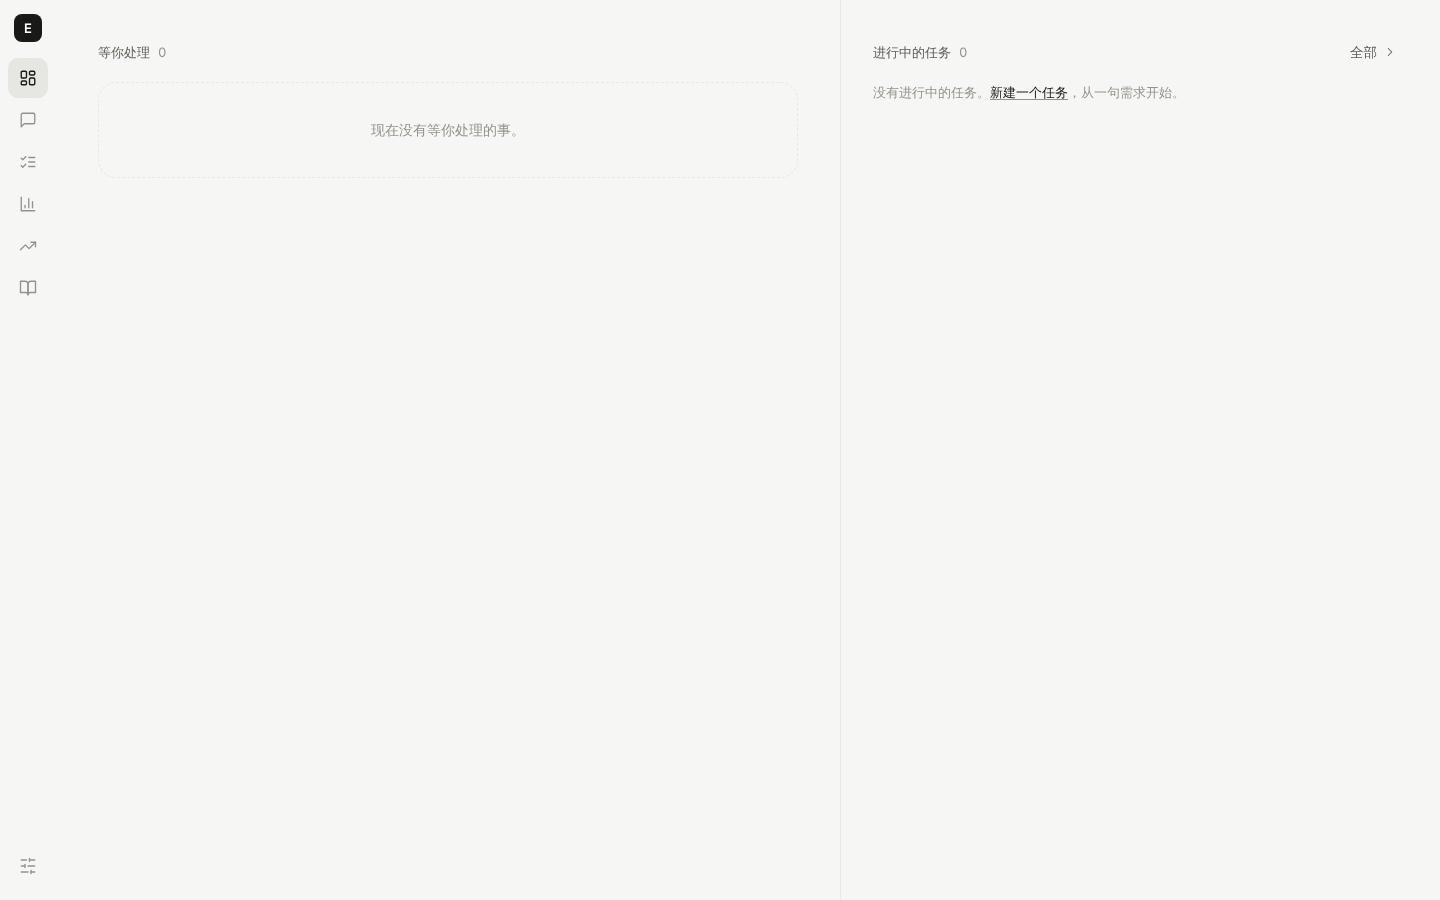 E
等你处理 0
现在没有等你处理的事。
进行中的任务 0
全部
没有进行中的任务。新建一个任务，从一句需求开始。